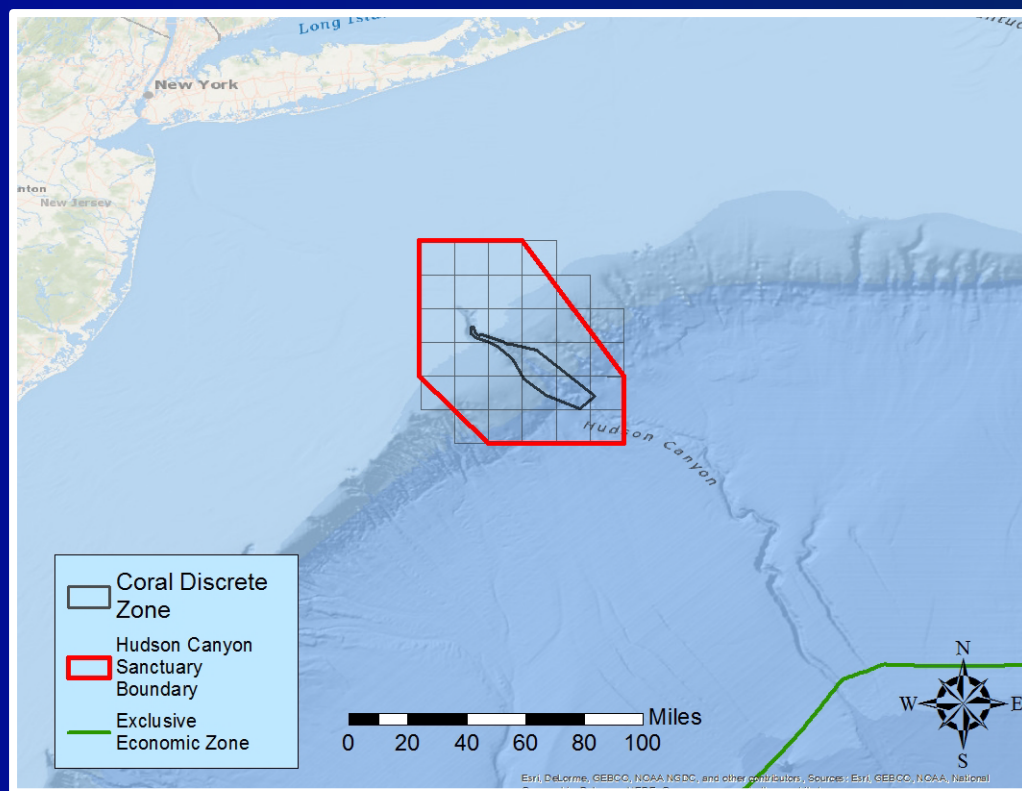 Long Isla
New York
nton
New Jersey
Hudson Canyon
Coral Discrete
Zone
Hudson Canyon
Sanctuary
Boundary
Exclusive
Economic Zone
Miles
0 20 40 60 80 100
N
W E
S
Esri, DeLorme, GEBCO, NOAA NGDC, and other contributors, Sources: Esri, GEBCO, NOAA, National